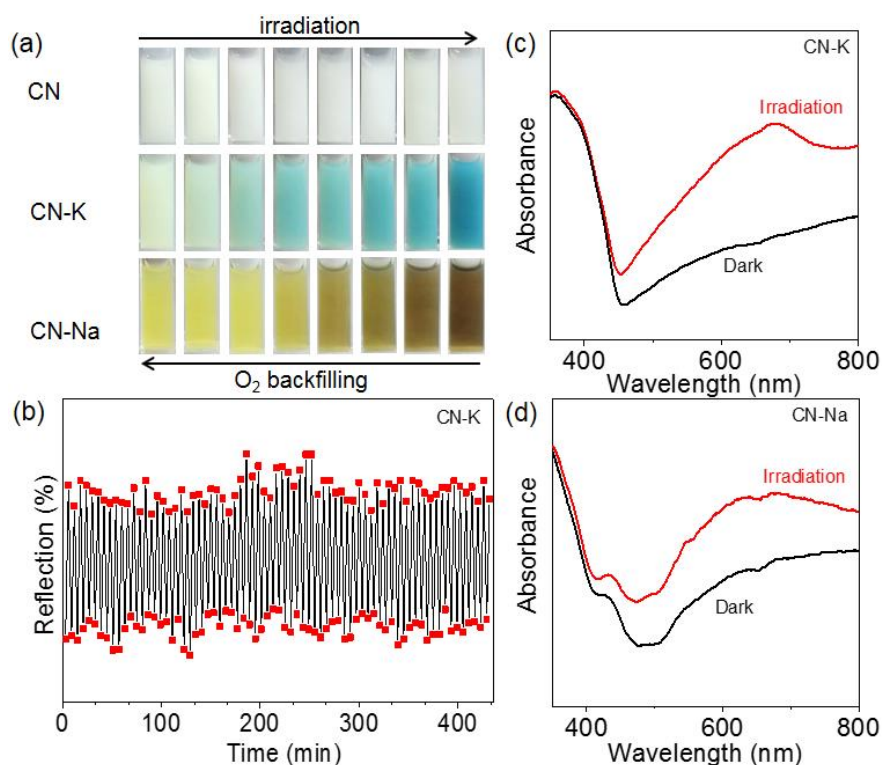 (a)
irradiation
CN
CN-K
CN-Na
O₂ backfilling
(b)
CN-K
Reflection (%)
0 100 200 300 400
Time (min)
(c)
CN-K
Irradiation
Dark
Absorbance
400 600 800
Wavelength (nm)
(d)
CN-Na
Irradiation
Dark
Absorbance
400 600 800
Wavelength (nm)